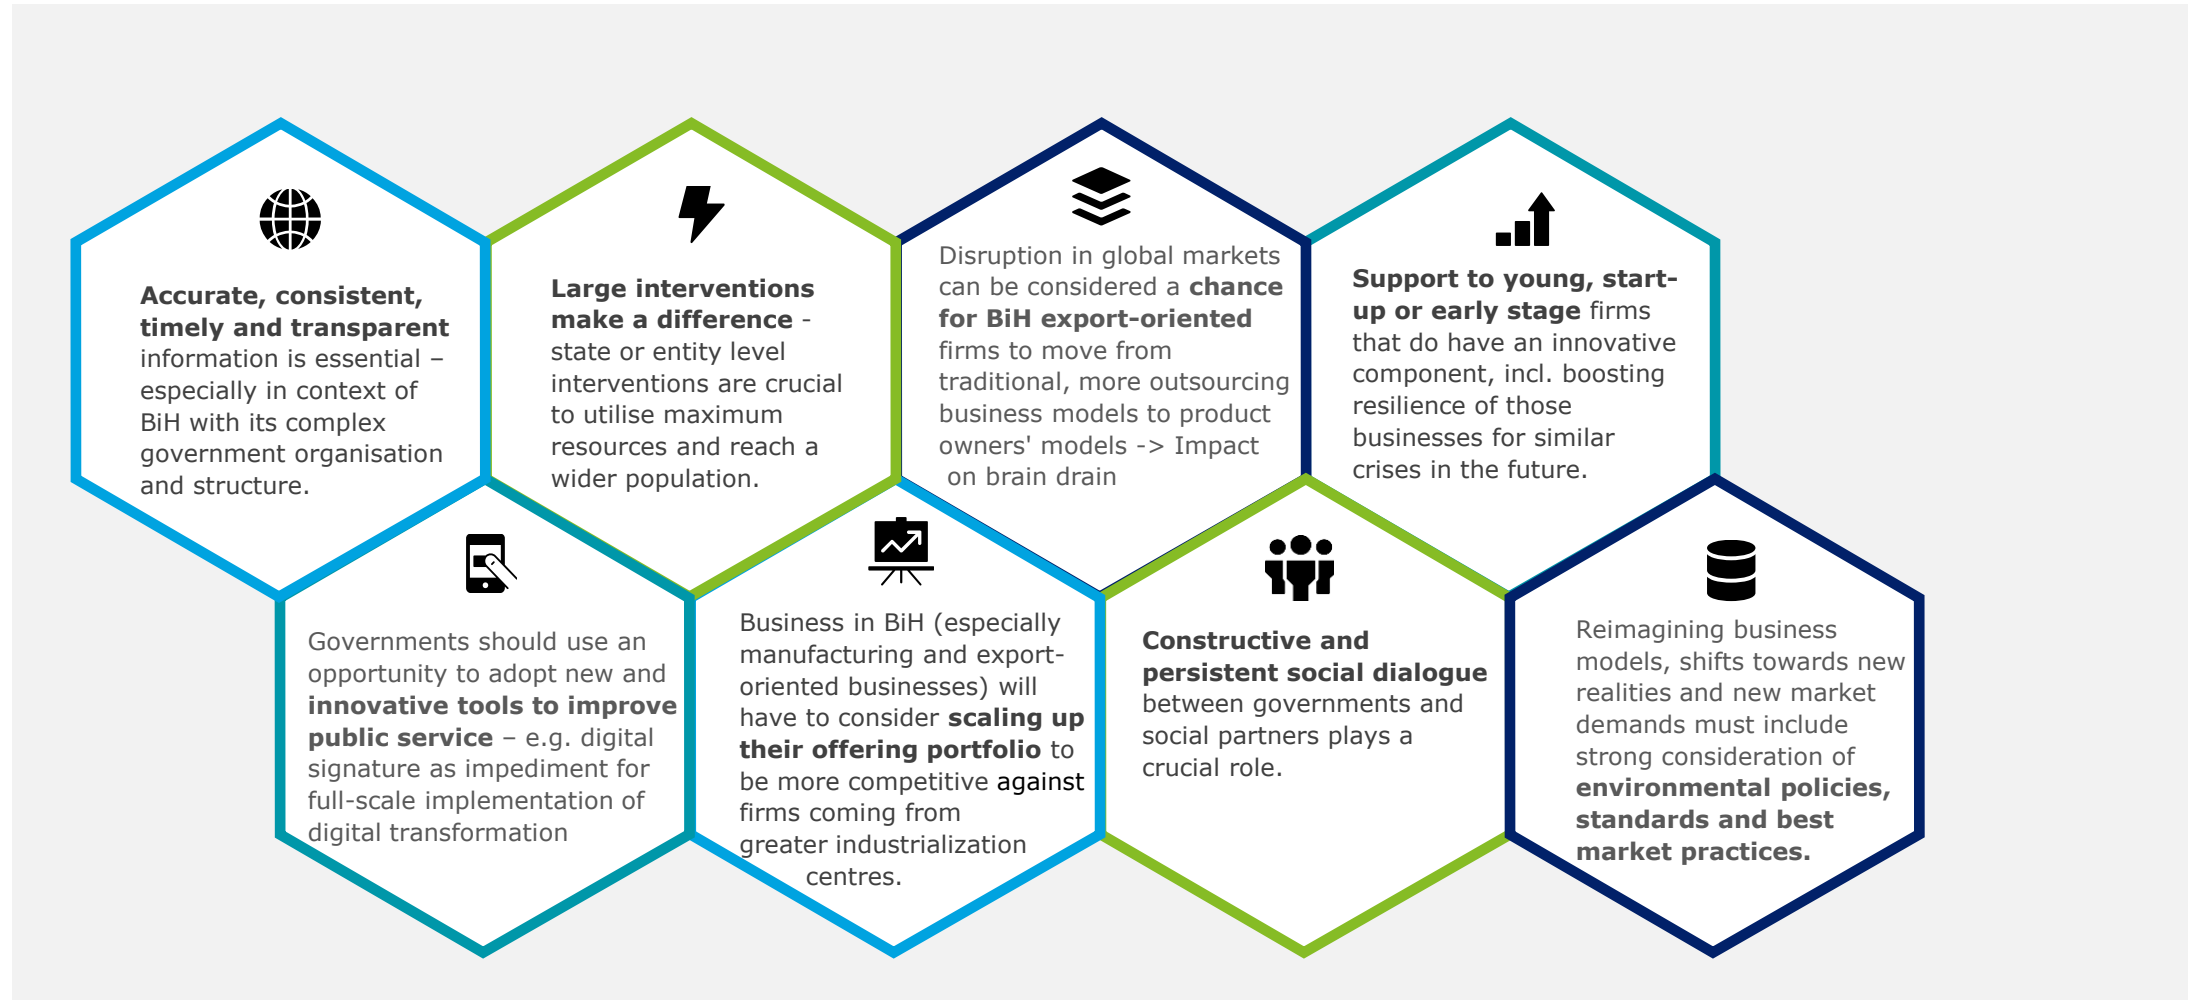 Accurate, consistent,
timely and transparent
information is essential –
especially in context of
BiH with its complex
government organisation
and structure.
Large interventions
make a difference -
state or entity level
interventions are crucial
to utilise maximum
resources and reach a
wider population.
Disruption in global markets
can be considered a chance
for BiH export-oriented
firms to move from
traditional, more outsourcing
business models to product
owners' models -> Impact
on brain drain
Support to young, start-
up or early stage firms
that do have an innovative
component, incl. boosting
resilience of those
businesses for similar
crises in the future.
Governments should use an
opportunity to adopt new and
innovative tools to improve
public service – e.g. digital
signature as impediment for
full-scale implementation of
digital transformation
Business in BiH (especially
manufacturing and export-
oriented businesses) will
have to consider scaling up
their offering portfolio to
be more competitive against
firms coming from
greater industrialization
centres.
Constructive and
persistent social dialogue
between governments and
social partners plays a
crucial role.
Reimagining business
models, shifts towards new
realities and new market
demands must include
strong consideration of
environmental policies,
standards and best
market practices.